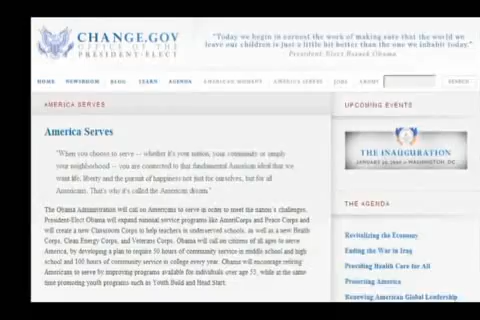 CHANGE.GOV
OFFICE OF THE
PRESIDENT-ELECT
"Today we begin in earnest the work of making sure that the world we
leave our children is just a little bit better than the one we inhabit today."
President-Elect Barack Obama
HOME NEWSROOM BLOG LEARN AGENDA AMERICAN MOMENT AMERICA SERVES JOBS ABOUT SEARCH
AMERICA SERVES
America Serves
"When you choose to serve -- whether it's your nation, your community or simply
your neighborhood -- you are connected to that fundamental American ideal that we
want life, liberty and the pursuit of happiness not just for ourselves, but for all
Americans. That's why it's called the American dream."
The Obama Administration will call on Americans to serve in order to meet the nation's challenges.
President-Elect Obama will expand national service programs like AmeriCorps and Peace Corps and
will create a new Classroom Corps to help teachers in underserved schools, as well as a new Health
Corps, Clean Energy Corps, and Veterans Corps. Obama will call on citizens of all ages to serve
America, by developing a plan to require 50 hours of community service in middle school and high
school and 100 hours of community service in college every year. Obama will encourage retiring
Americans to serve by improving programs available for individuals over age 55, while at the same
time promoting youth programs such as Youth Build and Head Start.
UPCOMING EVENTS
THE INAUGURATION
JANUARY 20, 2009 WASHINGTON, DC
THE AGENDA
Revitalizing the Economy
Ending the War in Iraq
Providing Health Care for All
Protecting America
Renewing American Global Leadership